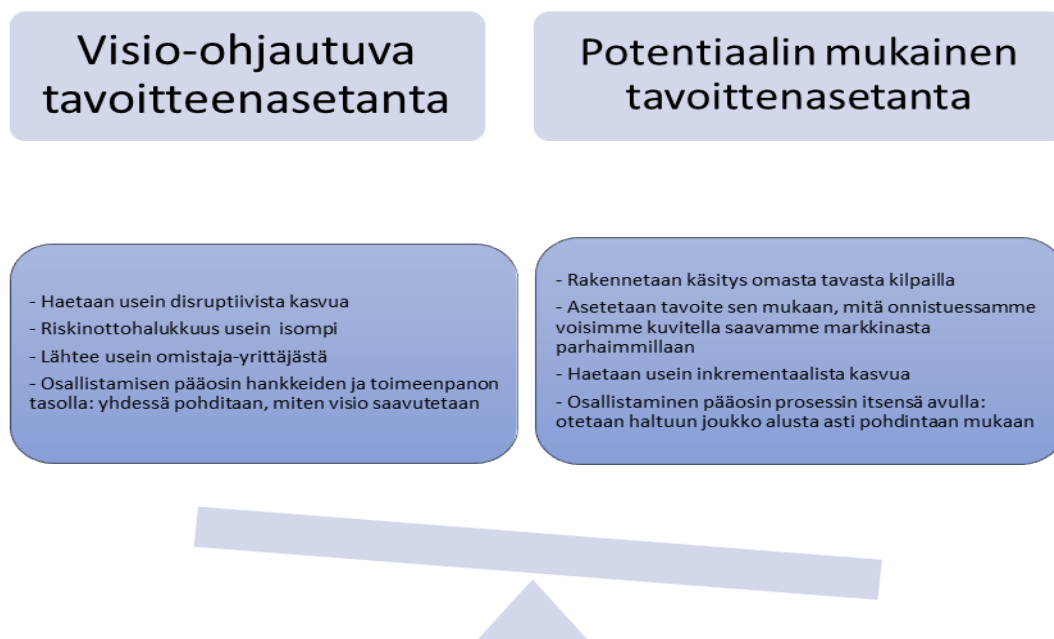 Visio-ohjautuva
tavoitteenasetanta
Potentiaalin mukainen
tavoittenasetanta
- Haetaan usein disruptiivista kasvua
- Riskinottohalukkuus usein isompi
- Lähtee usein omistaja-yrittäjästä
- Osallistamisen pääosin hankkeiden ja toimeenpanon
tasolla: yhdessä pohditaan, miten visio saavutetaan
- Rakennetaan käsitys omasta tavasta kilpailla
- Asetetaan tavoite sen mukaan, mitä onnistuessamme
voisimme kuvitella saavamme markkinasta
parhaimmillaan
- Haetaan usein inkrementaalista kasvua
- Osallistaminen pääosin prosessin itsensä avulla:
otetaan haltuun joukko alusta asti pohdintaan mukaan